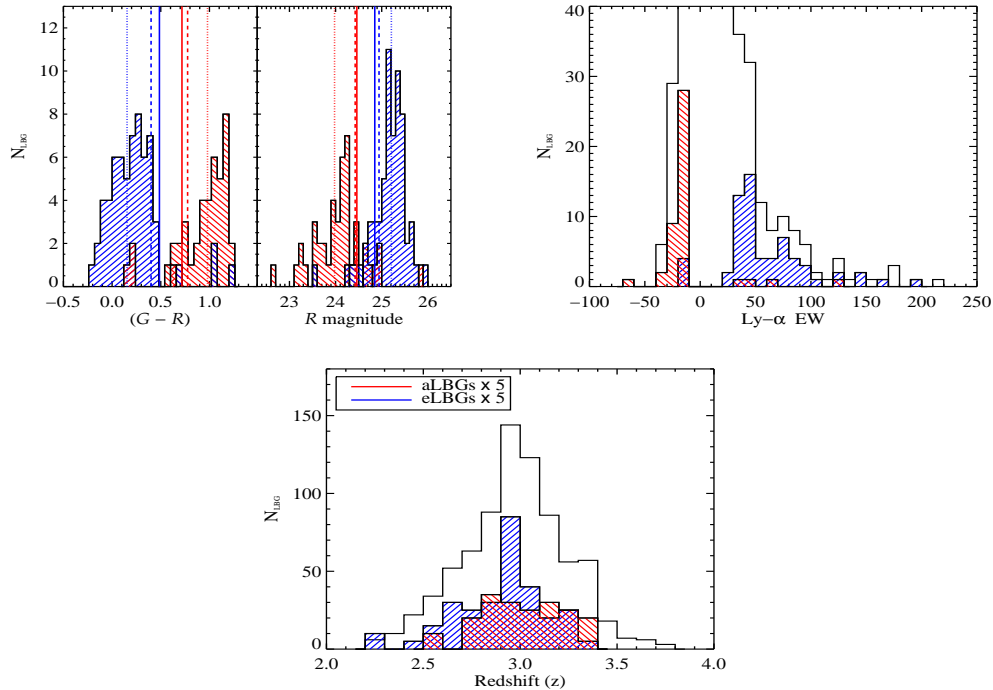 12
10
8
6
4
2
0
N_LBG
−0.5 0.0 0.5 1.0
(G − R)
23 24 25 26
R magnitude
40
30
20
10
0
N_LBG
−100 −50 0 50 100 150 200 250
Ly−α EW
aLBGs x 5
eLBGs x 5
150
100
50
0
N_LBG
2.0 2.5 3.0 3.5 4.0
Redshift (z)